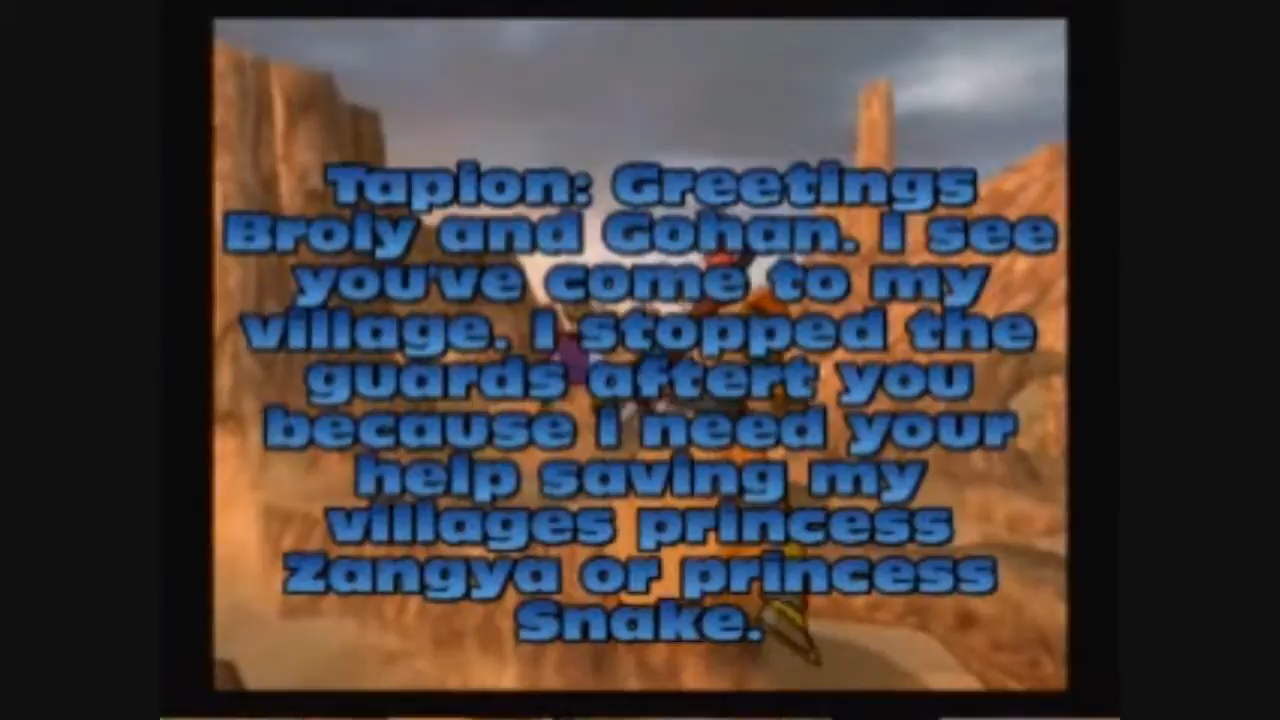 Tapion: Greetings
Broly and Gohan. I see
you've come to my
village. I stopped the
guards aftert you
because I need your
help saving my
villages princess
Zangya or princess
Snake.